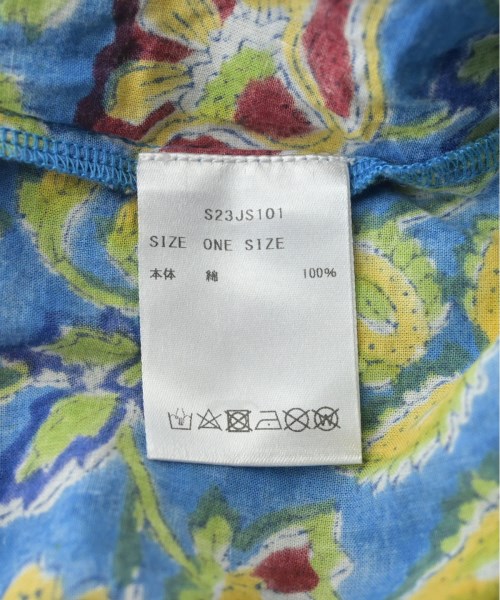 S23JS101
SIZE ONE SIZE
本体 綿 100%